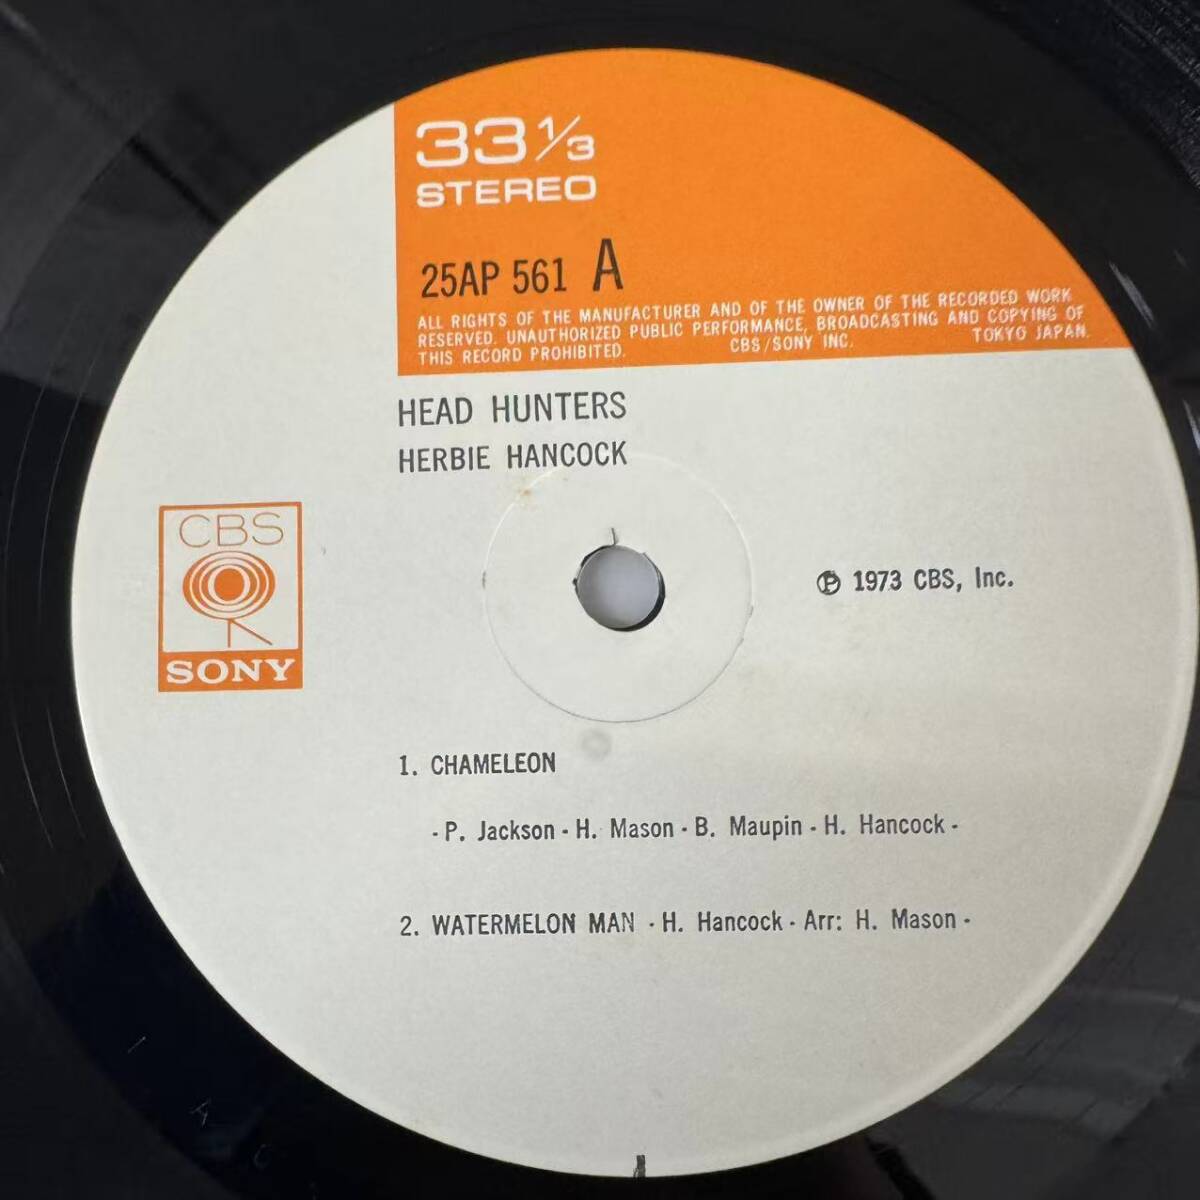 33 1/3
STEREO
25AP 561 A
ALL RIGHTS OF THE MANUFACTURER AND OF THE OWNER OF THE RECORDED WORK
RESERVED. UNAUTHORIZED PUBLIC PERFORMANCE, BROADCASTING AND COPYING OF
THIS RECORD PROHIBITED. CBS/SONY INC. TOKYO JAPAN.
HEAD HUNTERS
HERBIE HANCOCK
CBS
SONY
℗ 1973 CBS, Inc.
1. CHAMELEON
- P. Jackson - H. Mason - B. Maupin - H. Hancock -
2. WATERMELON MAN - H. Hancock - Arr: H. Mason -